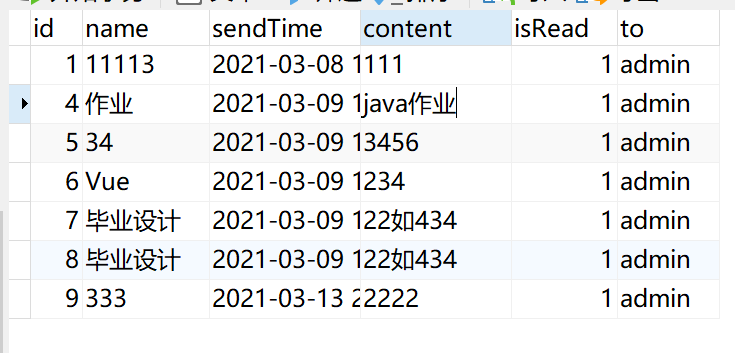 id name sendTime content isRead to
1 11113 2021-03-08 1 111 1 admin
4 作业 2021-03-09 1 java作业 1 admin
5 34 2021-03-09 1 3456 1 admin
6 Vue 2021-03-09 1 234 1 admin
7 毕业设计 2021-03-09 1 22如434 1 admin
8 毕业设计 2021-03-09 1 22如434 1 admin
9 333 2021-03-13 2 2222 1 admin